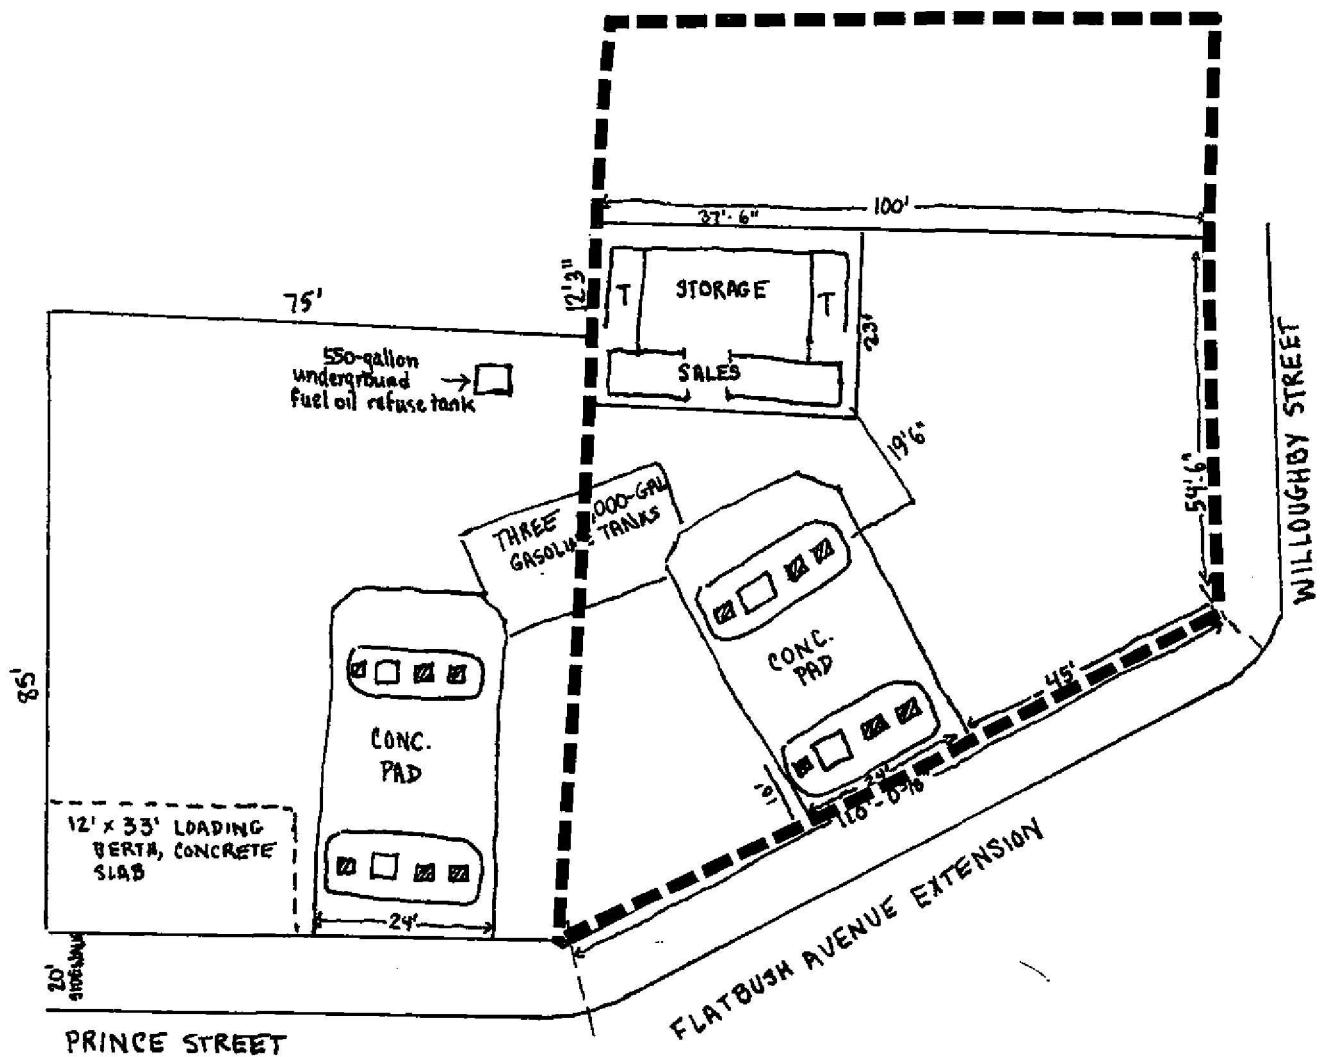 100'
37'-6"
12'3"
T
STORAGE
T
23'
SALES
75'
550-gallon
underground
fuel oil refuse tank
19'6"
54'-6"
WILLOUGHBY STREET
THREE ,000-GAL
GASOLINE TANKS
CONC.
PAD
45'
85'
CONC.
PAD
10'
24'
12' x 33' LOADING
BERTH, CONCRETE
SLAB
24'
FLATBUSH AVENUE EXTENSION
20'
SIDEWALK
PRINCE STREET